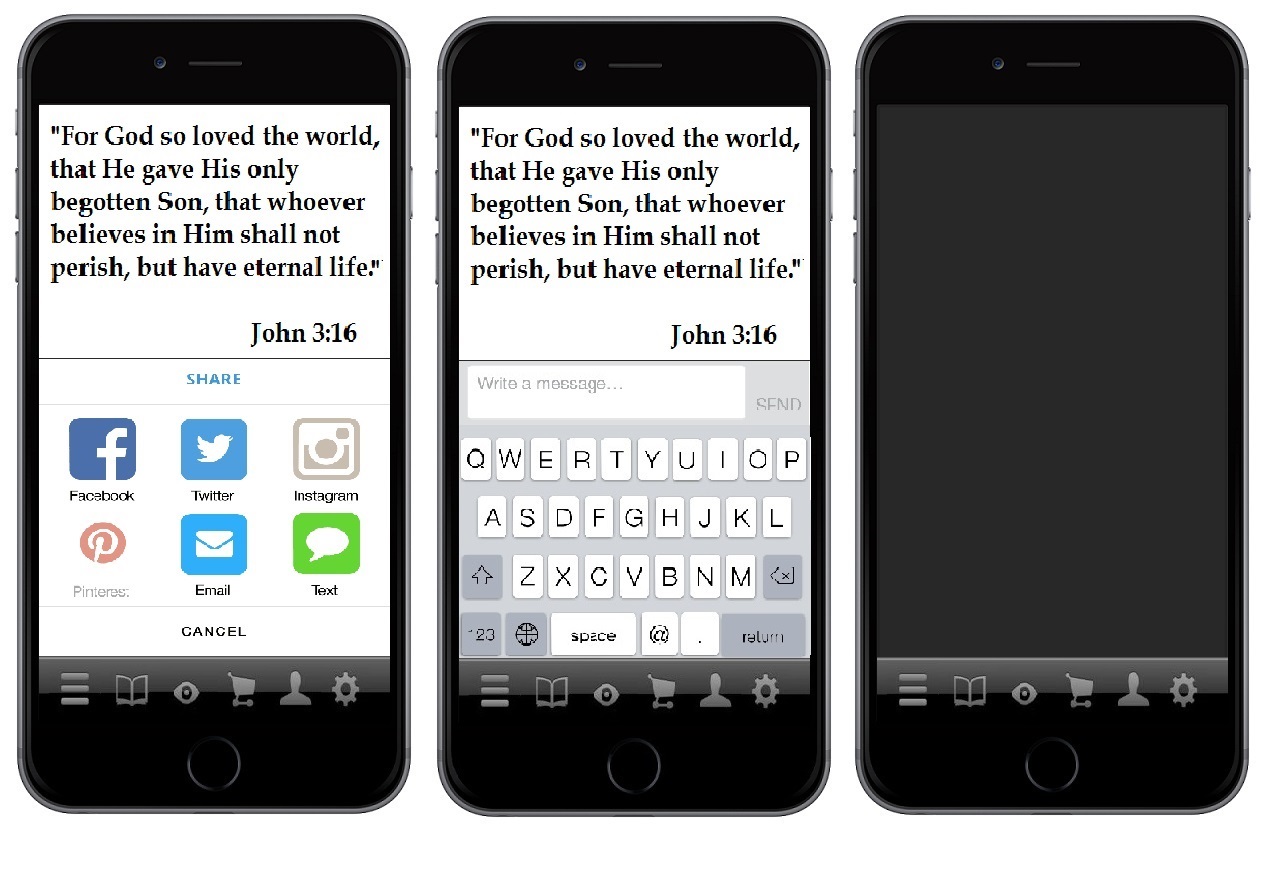 "For God so loved the world,
that He gave His only
begotten Son, that whoever
believes in Him shall not
perish, but have eternal life."
John 3:16
SHARE
Facebook Twitter Instagram
Pinterest Email Text
CANCEL
"For God so loved the world,
that He gave His only
begotten Son, that whoever
believes in Him shall not
perish, but have eternal life."
John 3:16
Write a message...
SEND
Q W E R T Y U I O P
A S D F G H J K L
Z X C V B N M
123 space @ . return